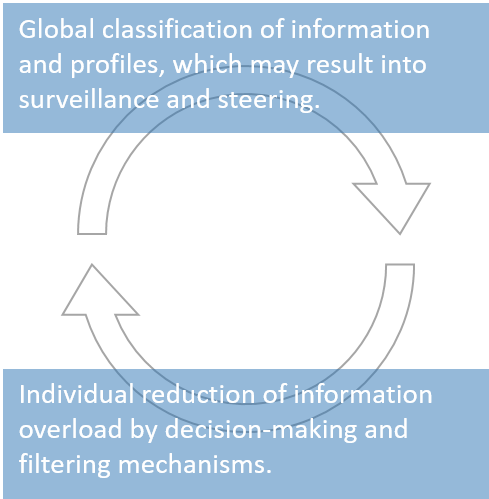 Global classification of information
and profiles, which may result into
surveillance and steering.
Individual reduction of information
overload by decision-making and
filtering mechanisms.